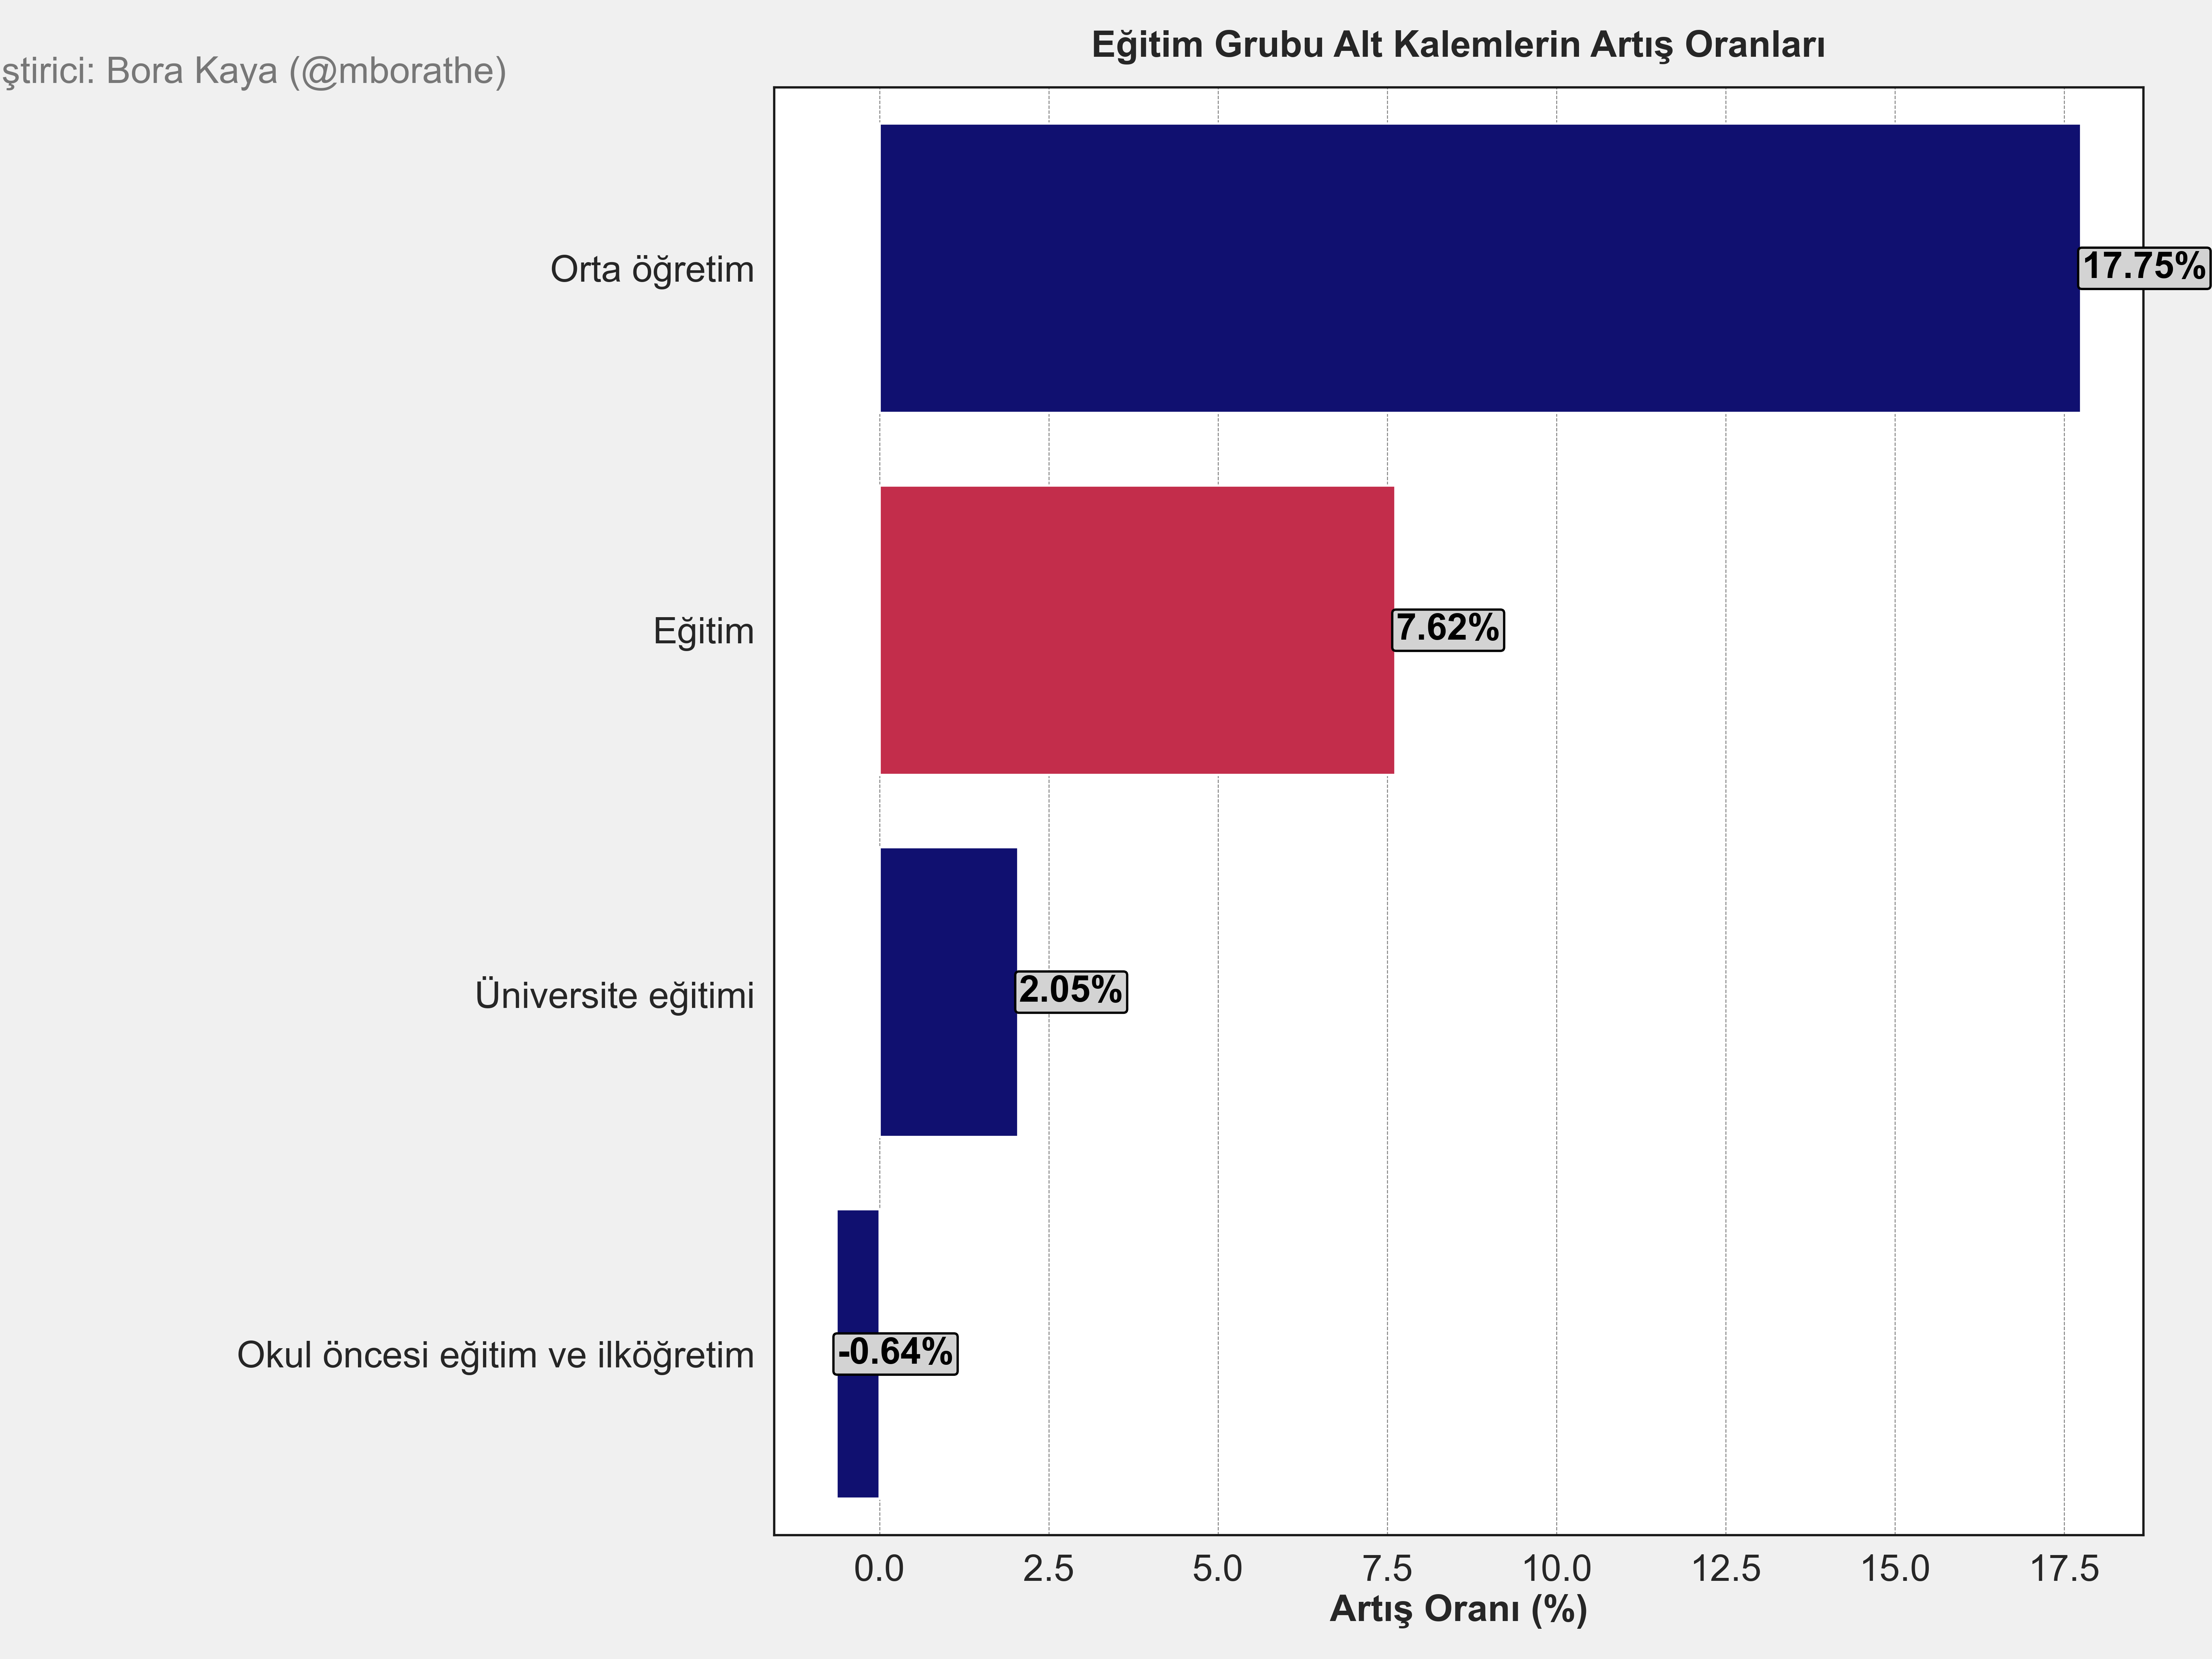 Eğitim Grubu Alt Kalemlerin Artış Oranları
ştirici: Bora Kaya (@mborathe)
Orta öğretim
17.75%
Eğitim
7.62%
Üniversite eğitimi
2.05%
Okul öncesi eğitim ve ilköğretim
-0.64%
0.0 2.5 5.0 7.5 10.0 12.5 15.0 17.5
Artış Oranı (%)